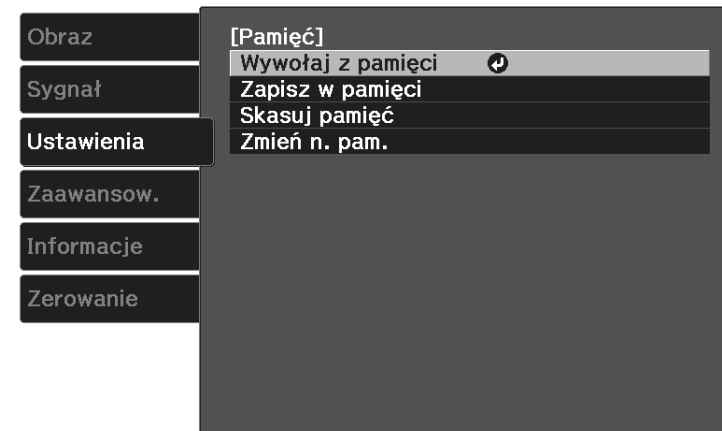 Obraz
Sygnał
Ustawienia
Zaawansow.
Informacje
Zerowanie
[Pamięć]
Wywołaj z pamięci
Zapisz w pamięci
Skasuj pamięć
Zmień n. pam.